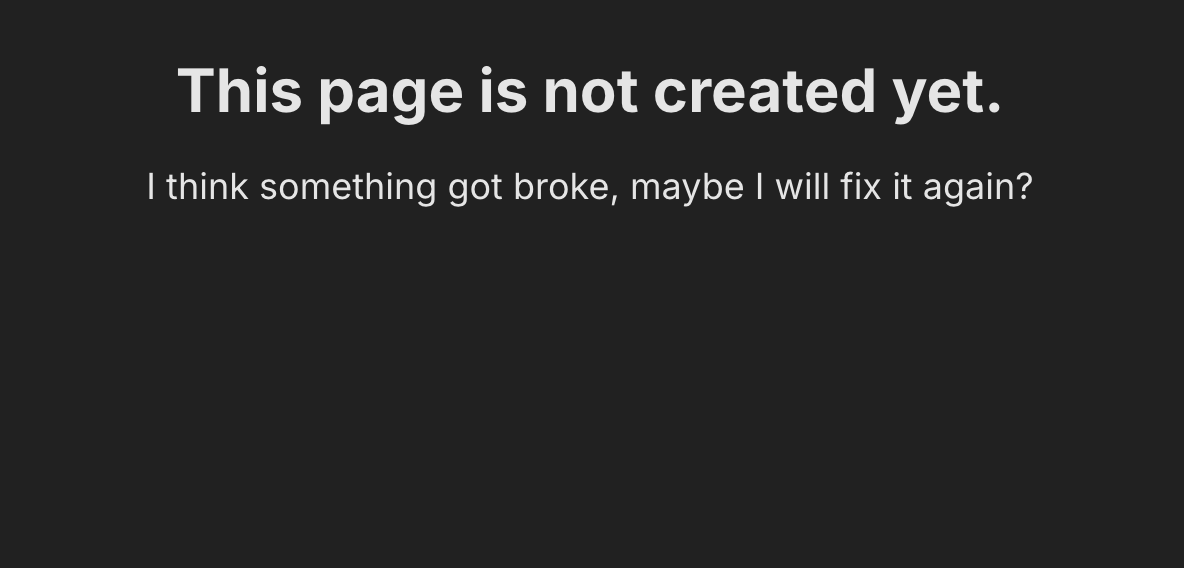 This page is not created yet.
I think something got broke, maybe I will fix it again?